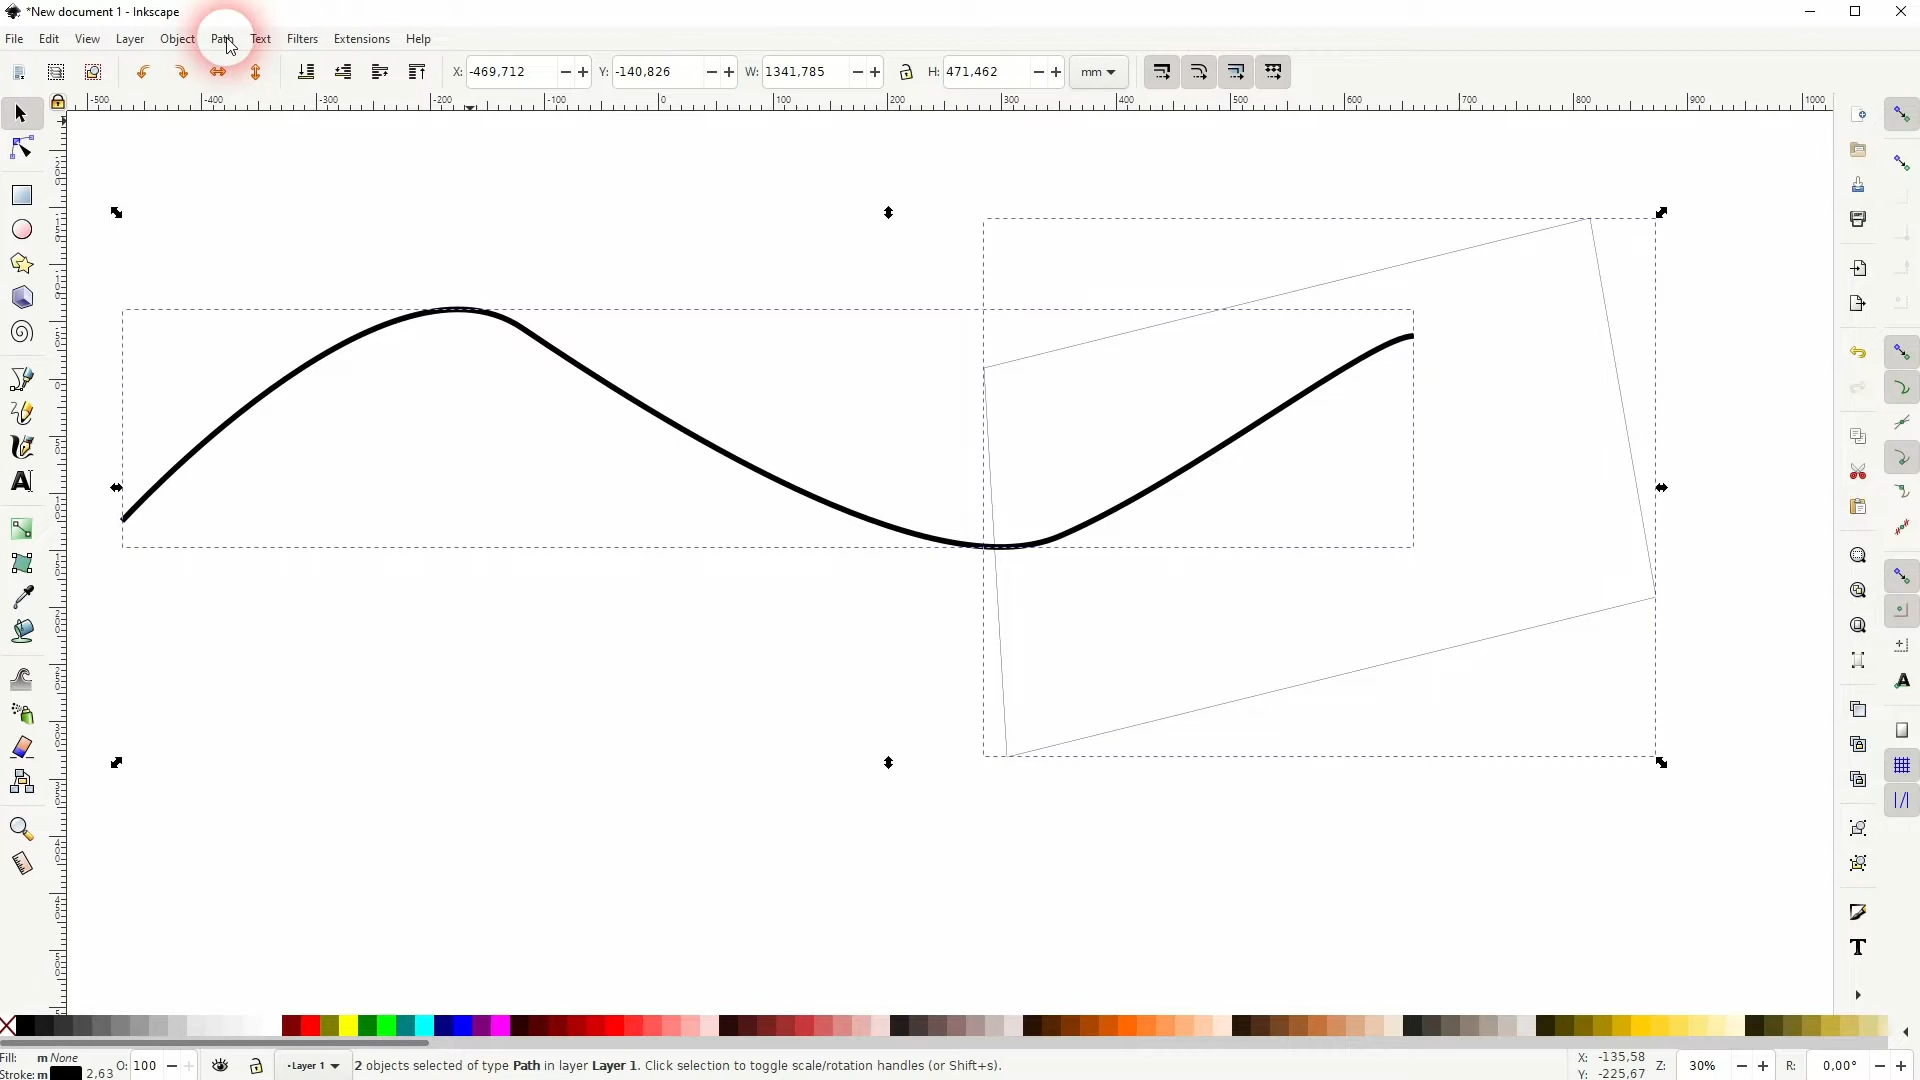 *New document 1 - Inkscape
File Edit View Layer Object Path Text Filters Extensions Help
X: -469,712 Y: -140,826 W: 1341,785 H: 471,462 mm
-500 -400 -300 -200 -100 0 100 200 300 400 500 600 700 800 900 1000
Fill: m None O: 100 Layer 1 2 objects selected of type Path in layer Layer 1. Click selection to toggle scale/rotation handles (or Shift+s). X: -135,58 Z: 30% R: 0,00°
Stroke: m 2,63 Y: -225,67